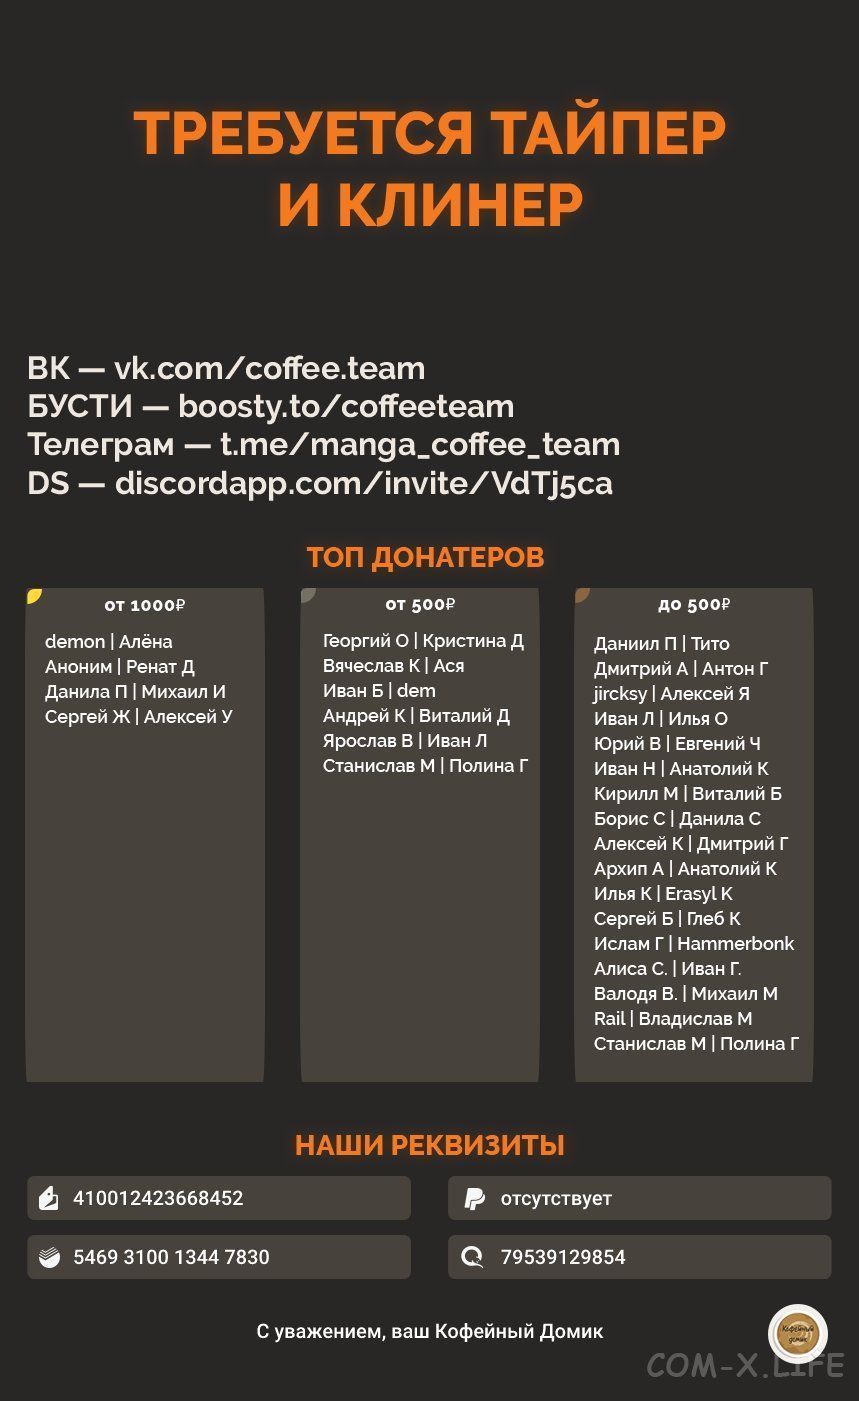 ТРЕБУЕТСЯ ТАЙПЕР
И КЛИНЕР
ВК — vk.com/coffee.team
БУСТИ — boosty.to/coffeeteam
Телеграм — t.me/manga_coffee_team
DS — discordapp.com/invite/VdTj5ca
ТОП ДОНАТЕРОВ
от 1000₽
demon | Алёна
Аноним | Ренат Д
Данила П | Михаил И
Сергей Ж | Алексей У
от 500₽
Георгий О | Кристина Д
Вячеслав К | Ася
Иван Б | dem
Андрей К | Виталий Д
Ярослав В | Иван Л
Станислав М | Полина Г
до 500₽
Даниил П | Тито
Дмитрий А | Антон Г
jircksy | Алексей Я
Иван Л | Илья О
Юрий В | Евгений Ч
Иван Н | Анатолий К
Кирилл М | Виталий Б
Борис С | Данила С
Алексей К | Дмитрий Г
Архип А | Анатолий К
Илья К | Erasyl K
Сергей Б | Глеб К
Ислам Г | Hammerbonk
Алиса С. | Иван Г.
Валодя В. | Михаил М
Rail | Владислав М
Станислав М | Полина Г
НАШИ РЕКВИЗИТЫ
410012423668452
отсутствует
5469 3100 1344 7830
79539129854
С уважением, ваш Кофейный Домик
Кофейный
домик
COM-X.LIFE